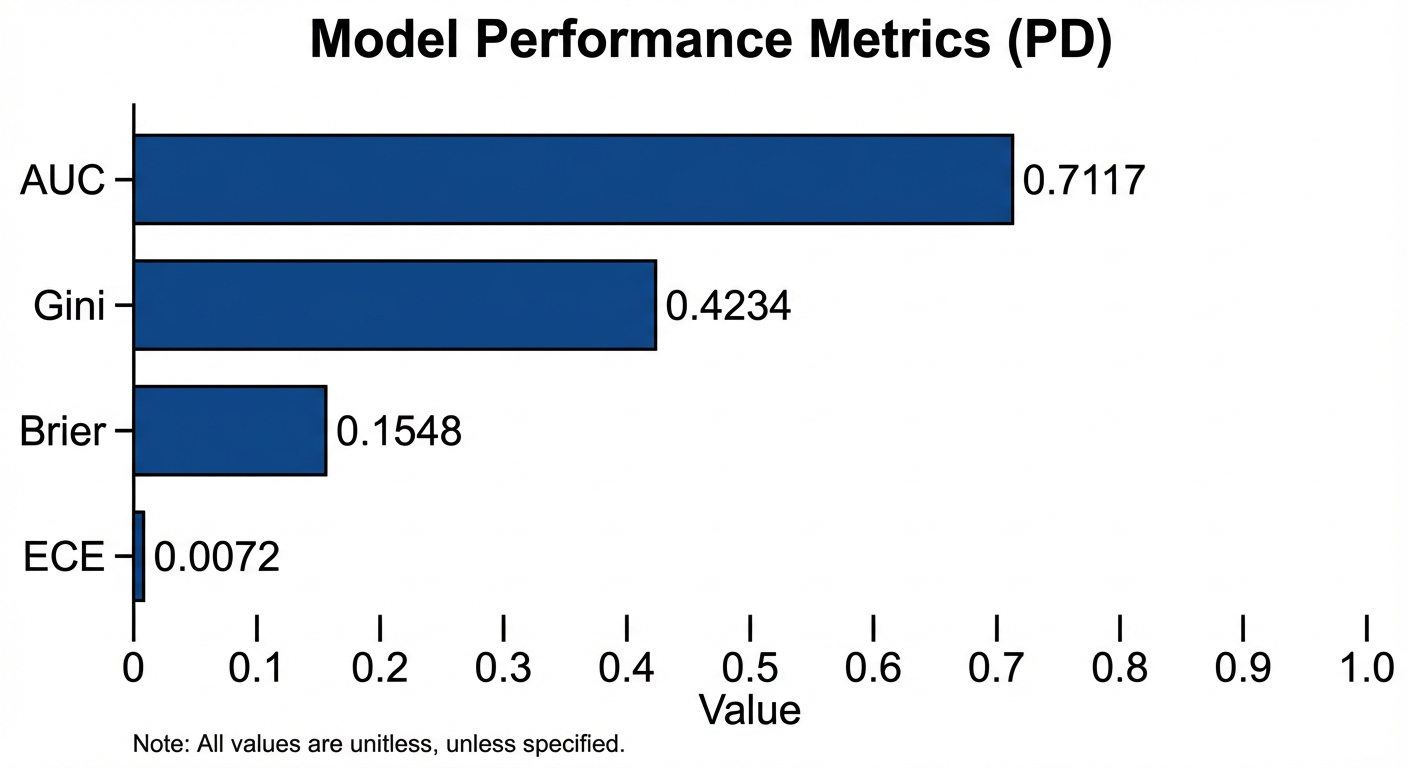 Model Performance Metrics (PD)
AUC 0.7117
Gini 0.4234
Brier 0.1548
ECE 0.0072
0 0.1 0.2 0.3 0.4 0.5 0.6 0.7 0.8 0.9 1.0
Value
Note: All values are unitless, unless specified.